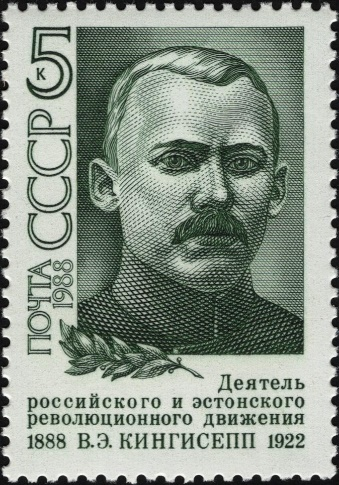 5 к
ПОЧТА СССР
1988
Деятель
российского и эстонского
революционного движения
1888 В.Э. КИНГИСЕПП 1922